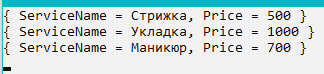 { ServiceName = Стрижка, Price = 500 }
{ ServiceName = Укладка, Price = 1000 }
{ ServiceName = Маникюр, Price = 700 }